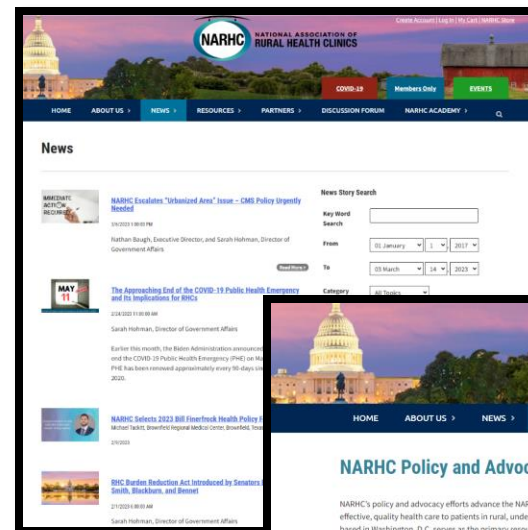 Create Account | Log In | My Cart | NARHC Store
NARHC
NATIONAL ASSOCIATION OF
RURAL HEALTH CLINICS
COVID-19
Members Only
EVENTS
HOME ABOUT US > NEWS > RESOURCES > PARTNERS > DISCUSSION FORUM NARHC ACADEMY >
News
IMMEDIATE
ACTION
REQUIRED
NARHC Escalates "Urbanized Area" Issue – CMS Policy Urgently
Needed
Nathan Baugh, Executive Director, and Sarah Hohman, Director of
Government Affairs
Read More >
MAY
11
The Approaching End of the COVID-19 Public Health Emergency
and Its Implications for RHCs
Sarah Hohman, Director of Government Affairs
Earlier this month, the Biden Administration announced
end the COVID-19 Public Health Emergency (PHE) on Ma
PHE has been renewed approximately every 90-days sin
2020.
NARHC Selects 2023 Bill Finerfrock Health Policy F
Michael Tackitt, Brownfield Regional Medical Center, Brownfield, Texas
2/9/2023
RHC Burden Reduction Act Introduced by Senators
Smith, Blackburn, and Bennet
Sarah Hohman, Director of Government Affairs
News Story Search
Key Word
Search
From 01 January 1 , 2017
To 03 March 14 , 2023
Category All Topics
HOME ABOUT US > NEWS >
NARHC Policy and Advoc
NARHC's policy and advocacy efforts advance the NAR
effective, quality health care to patients in rural, unde
based in Washington, D.C. serves as the primary resou